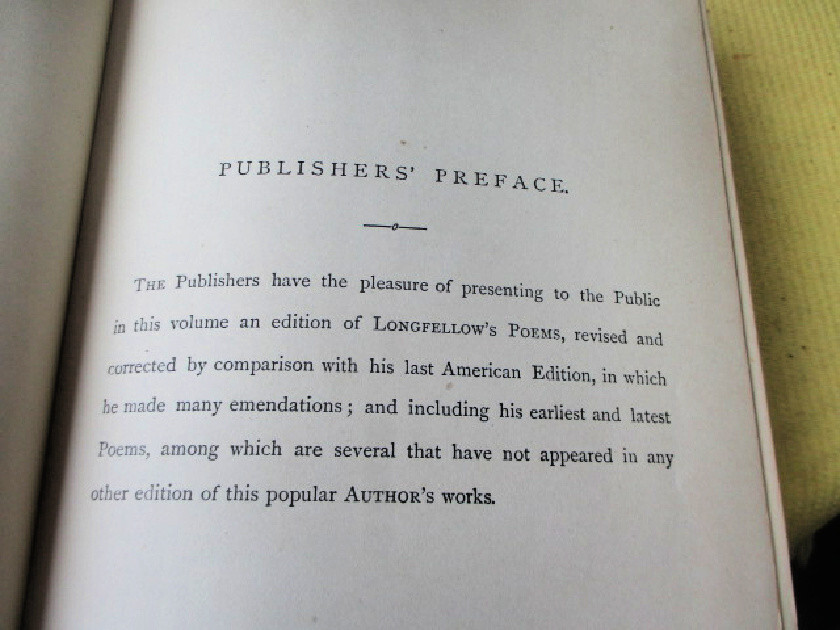 PUBLISHERS' PREFACE.
THE Publishers have the pleasure of presenting to the Public
in this volume an edition of LONGFELLOW'S POEMS, revised and
corrected by comparison with his last American Edition, in which
he made many emendations; and including his earliest and latest
Poems, among which are several that have not appeared in any
other edition of this popular AUTHOR'S works.